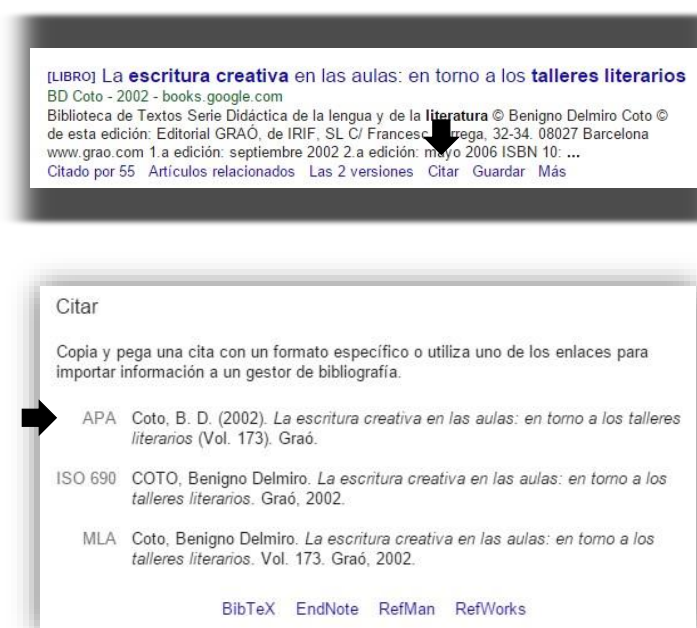 [LIBRO] La escritura creativa en las aulas: en torno a los talleres literarios
BD Coto - 2002 - books.google.com
Biblioteca de Textos Serie Didáctica de la lengua y de la literatura © Benigno Delmiro Coto ©
de esta edición: Editorial GRAÓ, de IRIF, SL C/ Francesc rrega, 32-34. 08027 Barcelona
www.grao.com 1.a edición: septiembre 2002 2.a edición: mayo 2006 ISBN 10: ...
Citado por 55 Artículos relacionados Las 2 versiones Citar Guardar Más
Citar
Copia y pega una cita con un formato específico o utiliza uno de los enlaces para
importar información a un gestor de bibliografía.
APA Coto, B. D. (2002). La escritura creativa en las aulas: en torno a los talleres
literarios (Vol. 173). Graó.
ISO 690 COTO, Benigno Delmiro. La escritura creativa en las aulas: en torno a los
talleres literarios. Graó, 2002.
MLA Coto, Benigno Delmiro. La escritura creativa en las aulas: en torno a los
talleres literarios. Vol. 173. Graó, 2002.
BibTeX EndNote RefMan RefWorks